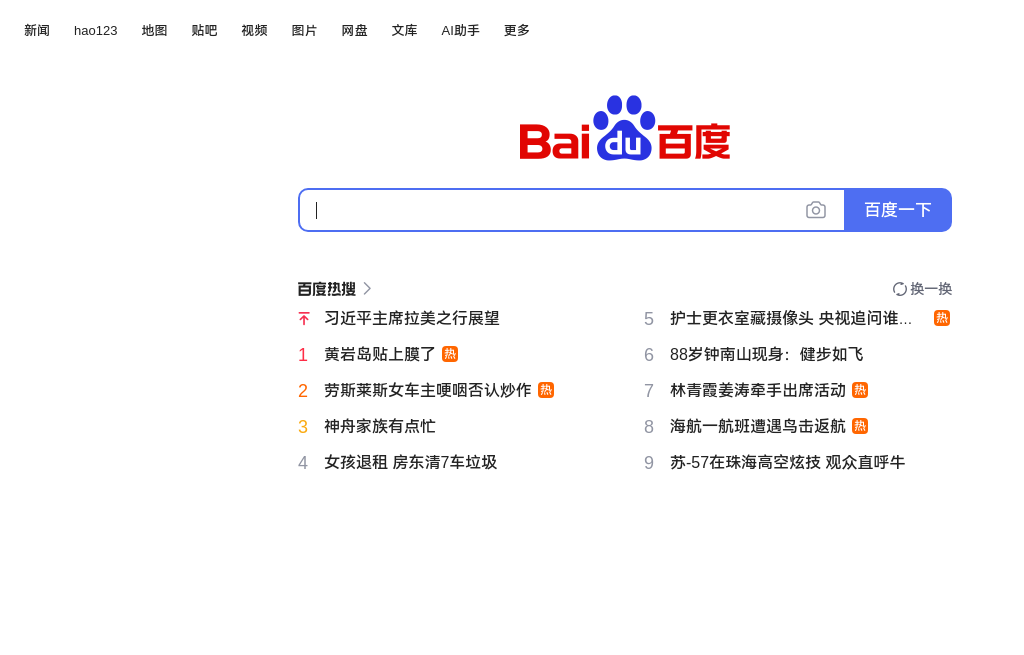 新闻 hao123 地图 贴吧 视频 图片 网盘 文库 AI助手 更多
Bai du 百度
百度一下
百度热搜 换一换
习近平主席拉美之行展望
1 黄岩岛贴上膜了 热
2 劳斯莱斯女车主哽咽否认炒作 热
3 神舟家族有点忙
4 女孩退租 房东清7车垃圾
5 护士更衣室藏摄像头 央视追问谁... 热
6 88岁钟南山现身：健步如飞
7 林青霞姜涛牵手出席活动 热
8 海航一航班遭遇鸟击返航 热
9 苏-57在珠海高空炫技 观众直呼牛